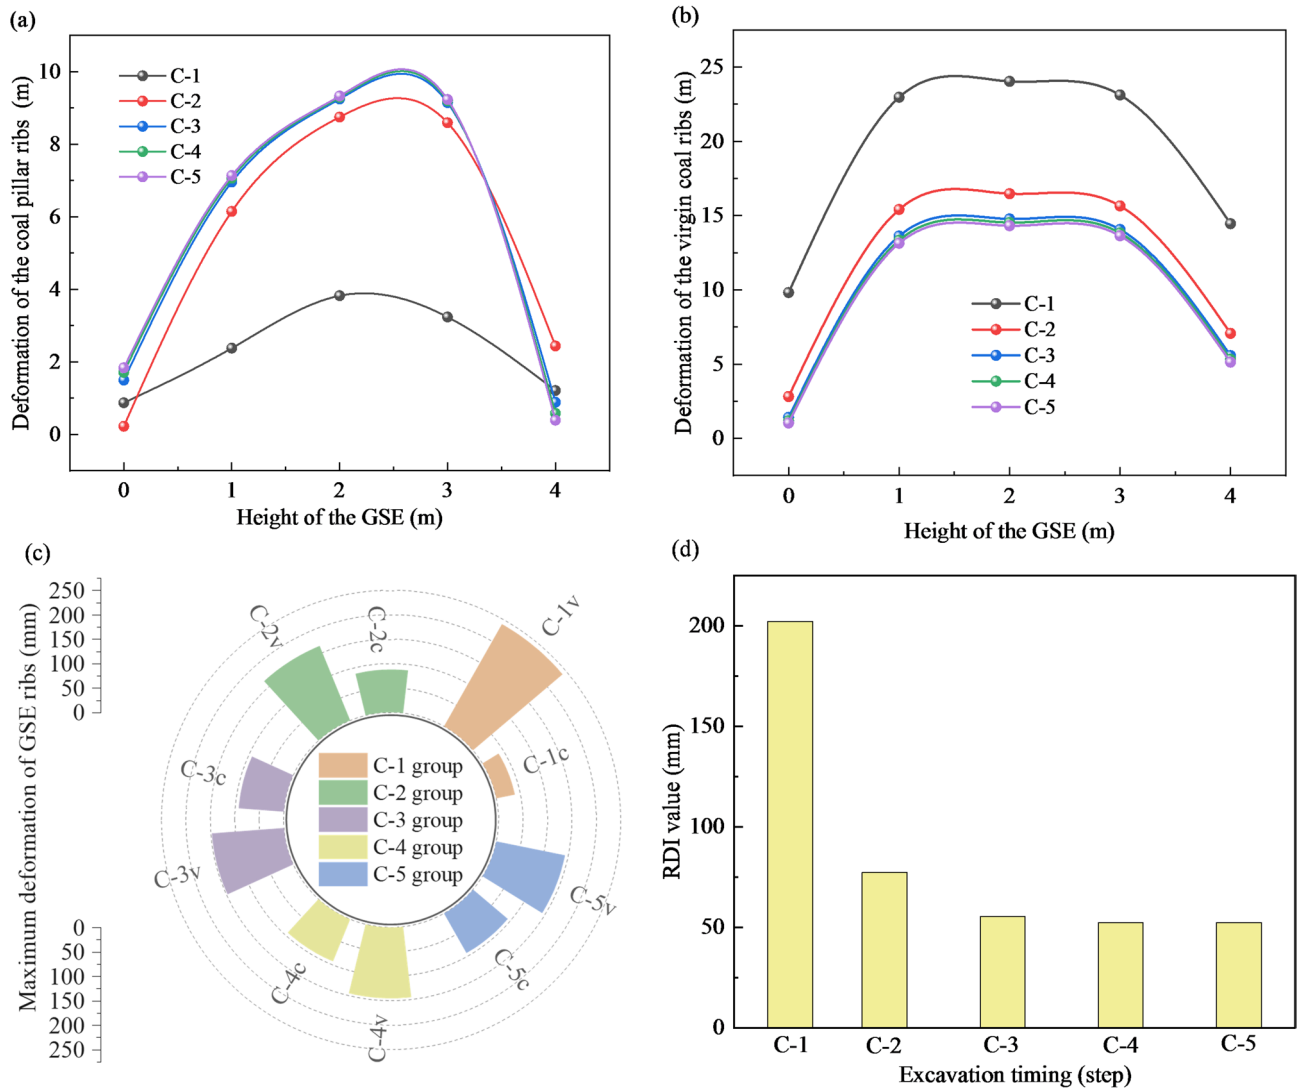 (a)
Deformation of the coal pillar ribs (m)
10
8
6
4
2
0
C-1
C-2
C-3
C-4
C-5
0 1 2 3 4
Height of the GSE (m)
(b)
Deformation of the virgin coal ribs (m)
25
20
15
10
5
0
C-1
C-2
C-3
C-4
C-5
0 1 2 3 4
Height of the GSE (m)
(c)
Maximum deformation of GSE ribs (mm)
250
200
150
100
50
0
0
50
100
150
200
250
C-2v
C-2c
C-1v
C-1c
C-3c
C-3v
C-4c
C-4v
C-5c
C-5v
C-1 group
C-2 group
C-3 group
C-4 group
C-5 group
(d)
RDI value (mm)
200
150
100
50
0
C-1 C-2 C-3 C-4 C-5
Excavation timing (step)